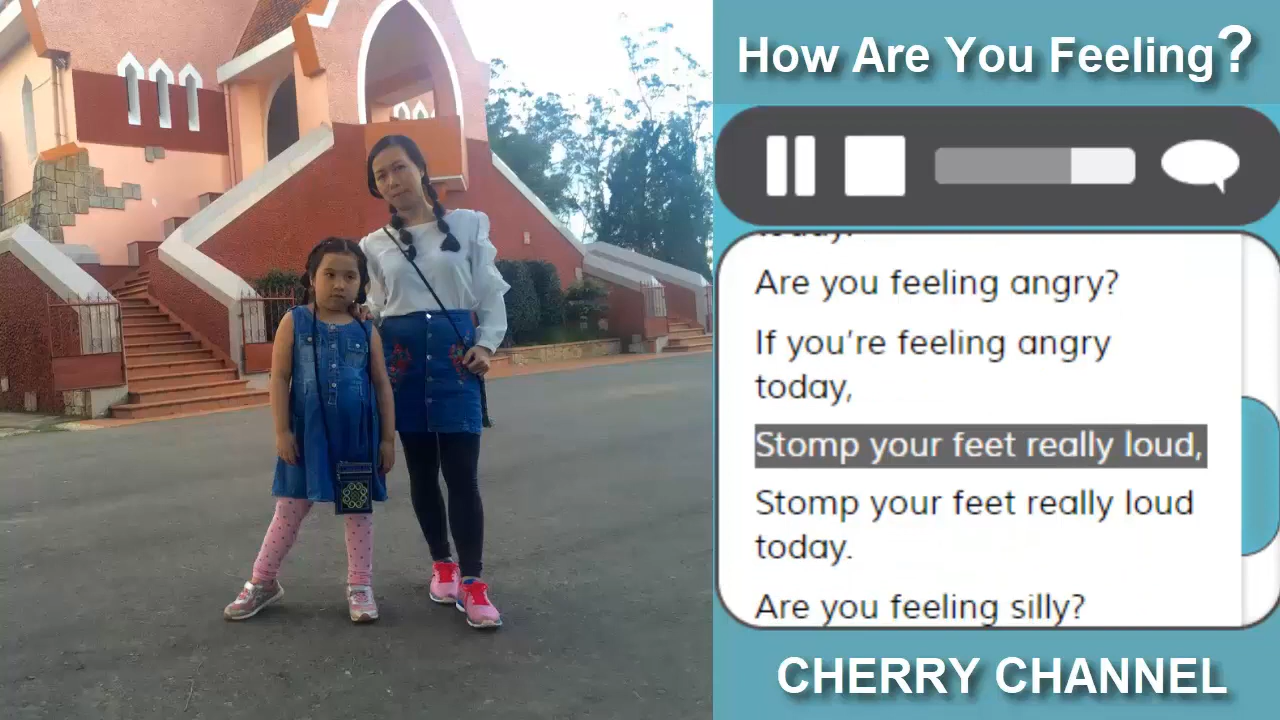 How Are You Feeling?
today.
Are you feeling angry?
If you're feeling angry
today,
Stomp your feet really loud,
Stomp your feet really loud
today.
Are you feeling silly?
CHERRY CHANNEL